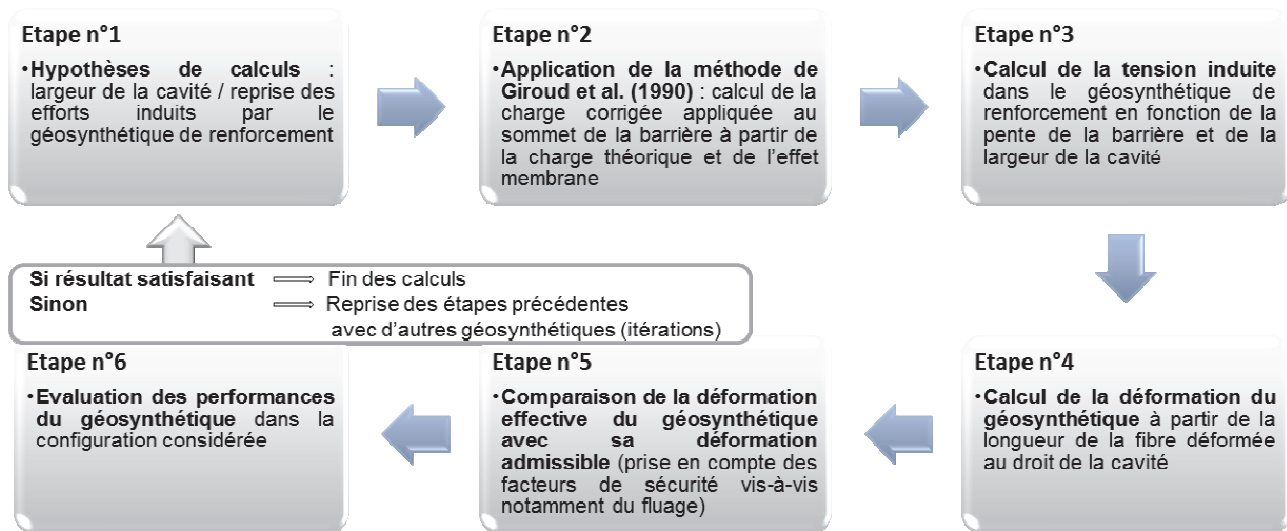 Etape n°1
•Hypothèses de calculs :
largeur de la cavité / reprise des
efforts induits par le
géosynthétique de renforcement
Etape n°2
•Application de la méthode de
Giroud et al. (1990) : calcul de la
charge corrigée appliquée au
sommet de la barrière à partir de
la charge théorique et de l'effet
membrane
Etape n°3
•Calcul de la tension induite
dans le géosynthétique de
renforcement en fonction de la
pente de la barrière et de la
largeur de la cavité
Si résultat satisfaisant ⟹ Fin des calculs
Sinon ⟹ Reprise des étapes précédentes
avec d'autres géosynthétiques (itérations)
Etape n°6
•Evaluation des performances
du géosynthétique dans la
configuration considérée
Etape n°5
•Comparaison de la déformation
effective du géosynthétique
avec sa déformation
admissible (prise en compte des
facteurs de sécurité vis-à-vis
notamment du fluage)
Etape n°4
•Calcul de la déformation du
géosynthétique à partir de la
longueur de la fibre déformée
au droit de la cavité